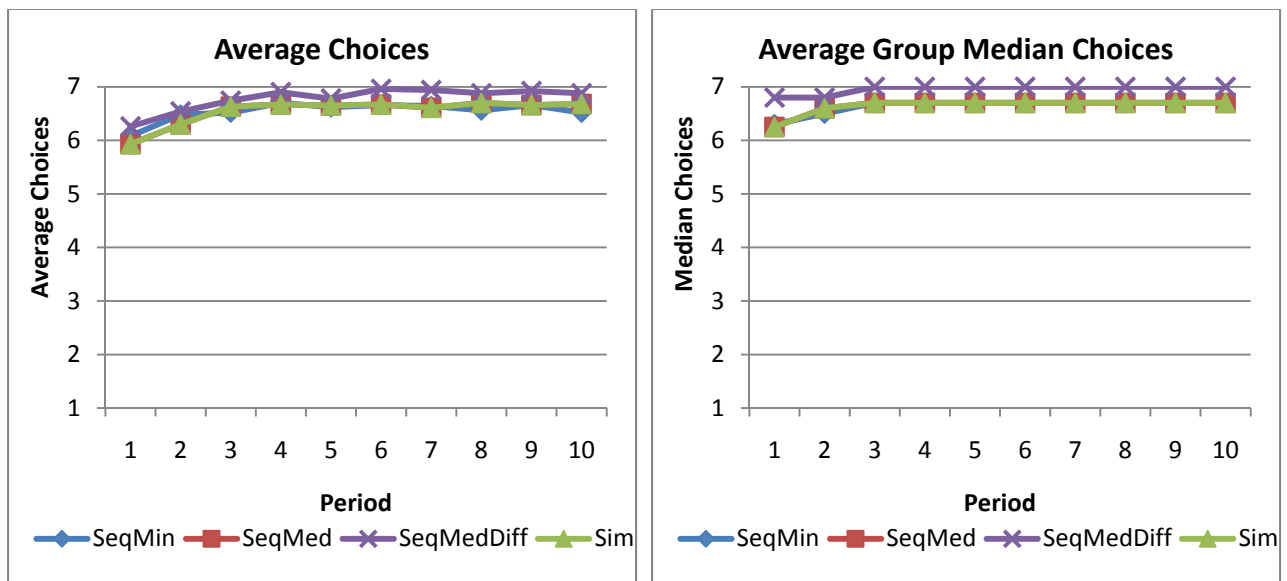 Average Choices
7
6
5
4
3
2
1
Average Choices
1 2 3 4 5 6 7 8 9 10
Period
SeqMin SeqMed SeqMedDiff Sim
Average Group Median Choices
7
6
5
4
3
2
1
Median Choices
1 2 3 4 5 6 7 8 9 10
Period
SeqMin SeqMed SeqMedDiff Sim